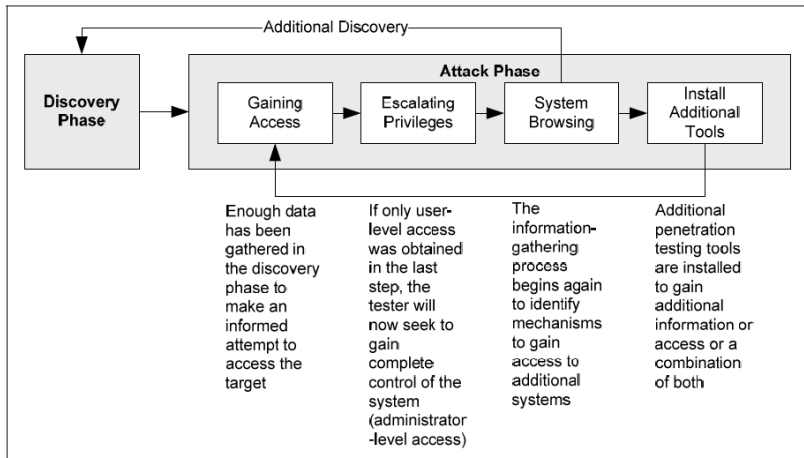 Additional Discovery
Attack Phase
Discovery
Phase
Gaining
Access
Escalating
Privileges
System
Browsing
Install
Additional
Tools
Enough data
has been
gathered in
the discovery
phase to
make an
informed
attempt to
access the
target
If only user-
level access
was obtained
in the last
step, the
tester will
now seek to
gain
complete
control of the
system
(administrator
-level access)
The
information-
gathering
process
begins again
to identify
mechanisms
to gain
access to
additional
systems
Additional
penetration
testing tools
are installed
to gain
additional
information or
access or a
combination
of both